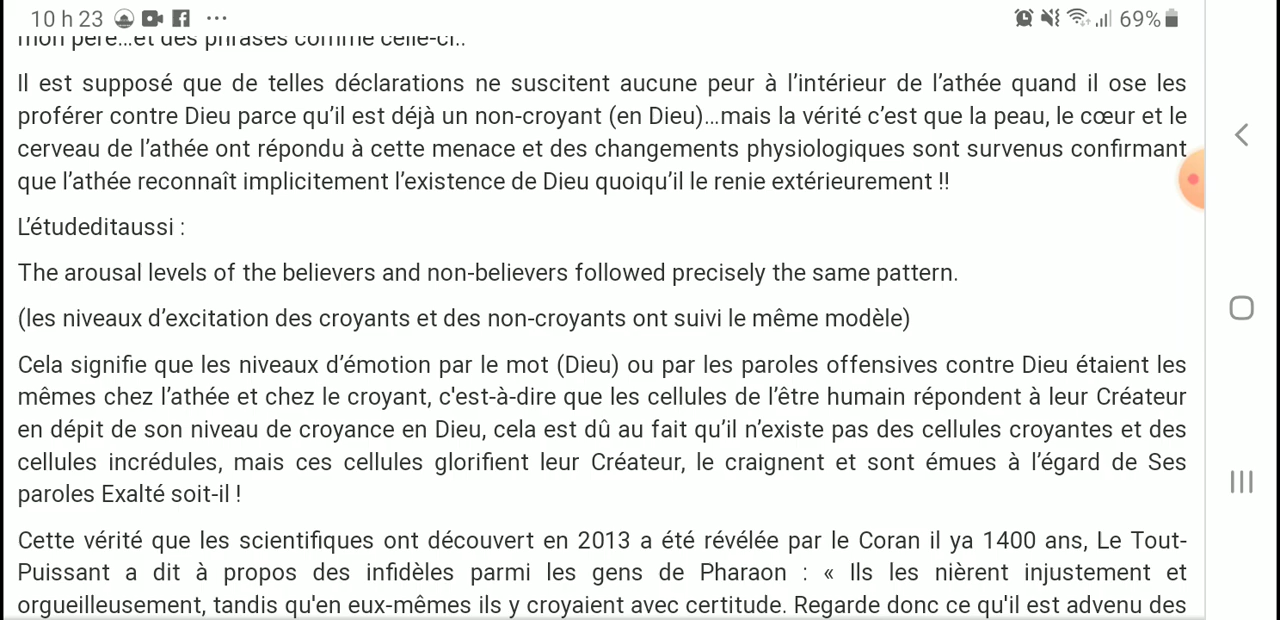 10 h 23 ... 69%
mon père...et des phrases comme celle-ci..
Il est supposé que de telles déclarations ne suscitent aucune peur à l’intérieur de l’athée quand il ose les
proférer contre Dieu parce qu’il est déjà un non-croyant (en Dieu)...mais la vérité c’est que la peau, le cœur et le
cerveau de l’athée ont répondu à cette menace et des changements physiologiques sont survenus confirmant
que l’athée reconnaît implicitement l’existence de Dieu quoiqu’il le renie extérieurement !!
L’étudeditaussi :
The arousal levels of the believers and non-believers followed precisely the same pattern.
(les niveaux d’excitation des croyants et des non-croyants ont suivi le même modèle)
Cela signifie que les niveaux d’émotion par le mot (Dieu) ou par les paroles offensives contre Dieu étaient les
mêmes chez l’athée et chez le croyant, c'est-à-dire que les cellules de l’être humain répondent à leur Créateur
en dépit de son niveau de croyance en Dieu, cela est dû au fait qu’il n’existe pas des cellules croyantes et des
cellules incrédules, mais ces cellules glorifient leur Créateur, le craignent et sont émues à l’égard de Ses
paroles Exalté soit-il !
Cette vérité que les scientifiques ont découvert en 2013 a été révélée par le Coran il ya 1400 ans, Le Tout-
Puissant a dit à propos des infidèles parmi les gens de Pharaon : « Ils les nièrent injustement et
orgueilleusement, tandis qu'en eux-mêmes ils y croyaient avec certitude. Regarde donc ce qu'il est advenu des